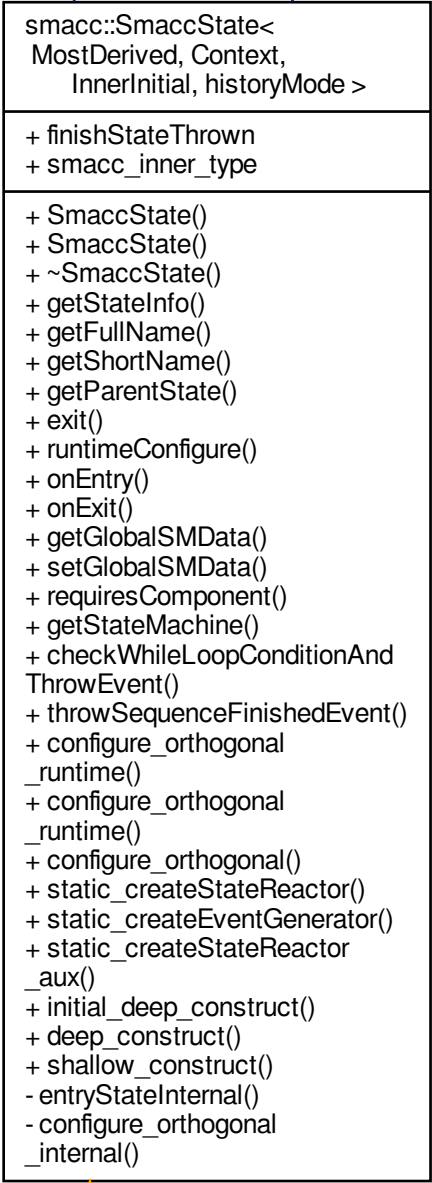 smacc::SmaccState<
MostDerived, Context,
InnerInitial, historyMode >
+ finishStateThrown
+ smacc_inner_type
+ SmaccState()
+ SmaccState()
+ ~SmaccState()
+ getStateInfo()
+ getFullName()
+ getShortName()
+ getParentState()
+ exit()
+ runtimeConfigure()
+ onEntry()
+ onExit()
+ getGlobalSMData()
+ setGlobalSMData()
+ requiresComponent()
+ getStateMachine()
+ checkWhileLoopConditionAnd
ThrowEvent()
+ throwSequenceFinishedEvent()
+ configure_orthogonal
_runtime()
+ configure_orthogonal
_runtime()
+ configure_orthogonal()
+ static_createStateReactor()
+ static_createEventGenerator()
+ static_createStateReactor
_aux()
+ initial_deep_construct()
+ deep_construct()
+ shallow_construct()
- entryStateInternal()
- configure_orthogonal
_internal()